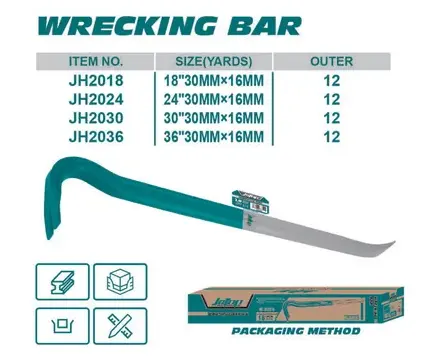 WRECKING BAR
ITEM NO. SIZE(YARDS) OUTER
JH2018 18"30MM×16MM 12
JH2024 24"30MM×16MM 12
JH2030 30"30MM×16MM 12
JH2036 36"30MM×16MM 12
Jetop
PACKAGING METHOD